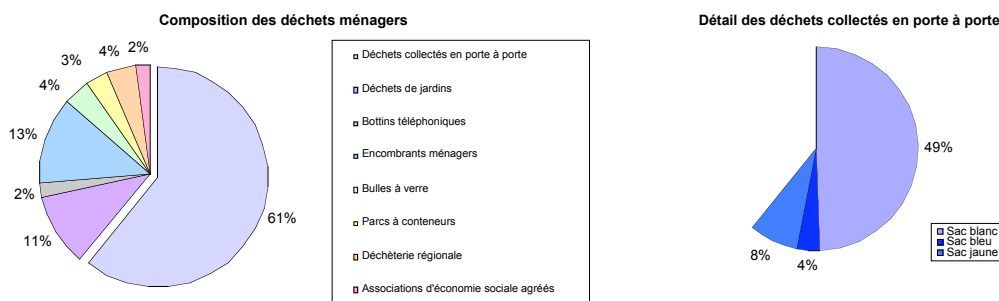 Composition des déchets ménagers
2%
4%
3%
4%
13%
2%
11%
61%
Déchets collectés en porte à porte
Déchets de jardins
Bottins téléphoniques
Encombrants ménagers
Bulles à verre
Parcs à conteneurs
Déchèterie régionale
Associations d'économie sociale agréés
Détail des déchets collectés en porte à porte
49%
4%
8%
Sac blanc
Sac bleu
Sac jaune